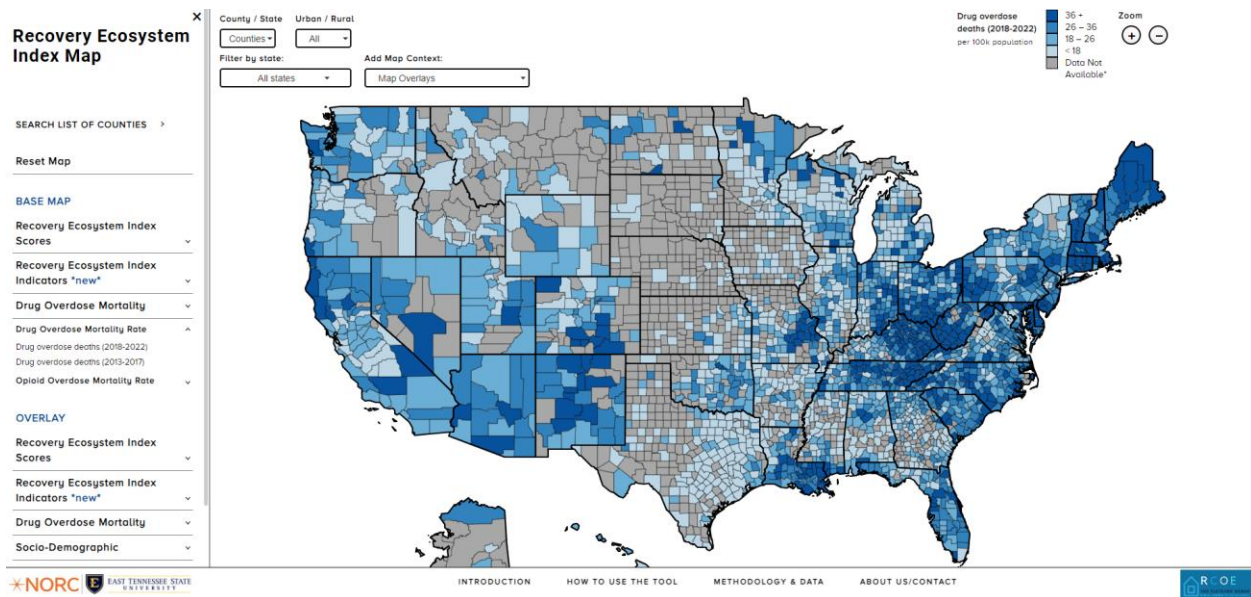 ×
Recovery Ecosystem
Index Map
SEARCH LIST OF COUNTIES >
Reset Map
BASE MAP
Recovery Ecosystem Index
Scores
Recovery Ecosystem Index
Indicators *new*
Drug Overdose Mortality
Drug Overdose Mortality Rate
Drug overdose deaths (2018-2022)
Drug overdose deaths (2013-2017)
Opioid Overdose Mortality Rate
OVERLAY
Recovery Ecosystem Index
Scores
Recovery Ecosystem Index
Indicators *new*
Drug Overdose Mortality
Socio-Demographic
County / State Urban / Rural
Counties All
Filter by state: Add Map Context:
All states Map Overlays
Drug overdose
deaths (2018-2022)
per 100k population
36 +
26 – 36
18 – 26
< 18
Data Not
Available*
Zoom
+ −
NORC E EAST TENNESSEE STATE
UNIVERSITY
INTRODUCTION HOW TO USE THE TOOL METHODOLOGY & DATA ABOUT US/CONTACT
RCOE